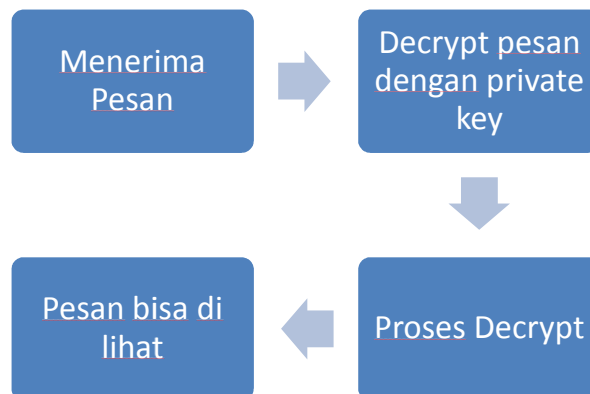 Menerima
Pesan
Decrypt pesan
dengan private
key
Proses Decrypt
Pesan bisa di
lihat